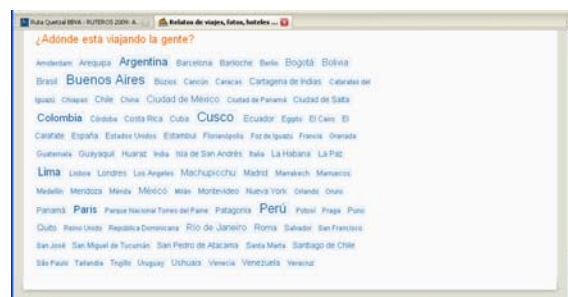 Ruta Quetzal BBVA - RUTEROS 2009: A...
Relatos de viajes, fotos, hoteles ...
¿Adónde está viajando la gente?
Amsterdam Arequipa Argentina Barcelona Bariloche Berlín Bogotá Bolivia
Brasil Buenos Aires Búzios Cancún Caracas Cartagena de Indias Cataratas del
Iguazú Chiapas Chile China Ciudad de México Ciudad de Panamá Ciudad de Salta
Colombia Córdoba Costa Rica Cuba Cusco Ecuador Egipto El Cairo El
Calafate España Estados Unidos Estambul Florianópolis Foz de Iguazu Francia Granada
Guatemala Guayaquil Huaraz India Isla de San Andrés Italia La Habana La Paz
Lima Lisboa Londres Los Angeles Machupicchu Madrid Marrakech Marruecos
Medellín Mendoza Mérida México Milán Montevideo Nueva York Orlando Oruro
Panamá Paris Parque Nacional Torres del Paine Patagonia Perú Potosí Praga Puno
Quito Reino Unido República Dominicana Río de Janeiro Roma Salvador San Francisco
San José San Miguel de Tucumán San Pedro de Atacama Santa Marta Santiago de Chile
São Paulo Tailandia Trujillo Uruguay Ushuaia Venecia Venezuela Veracruz